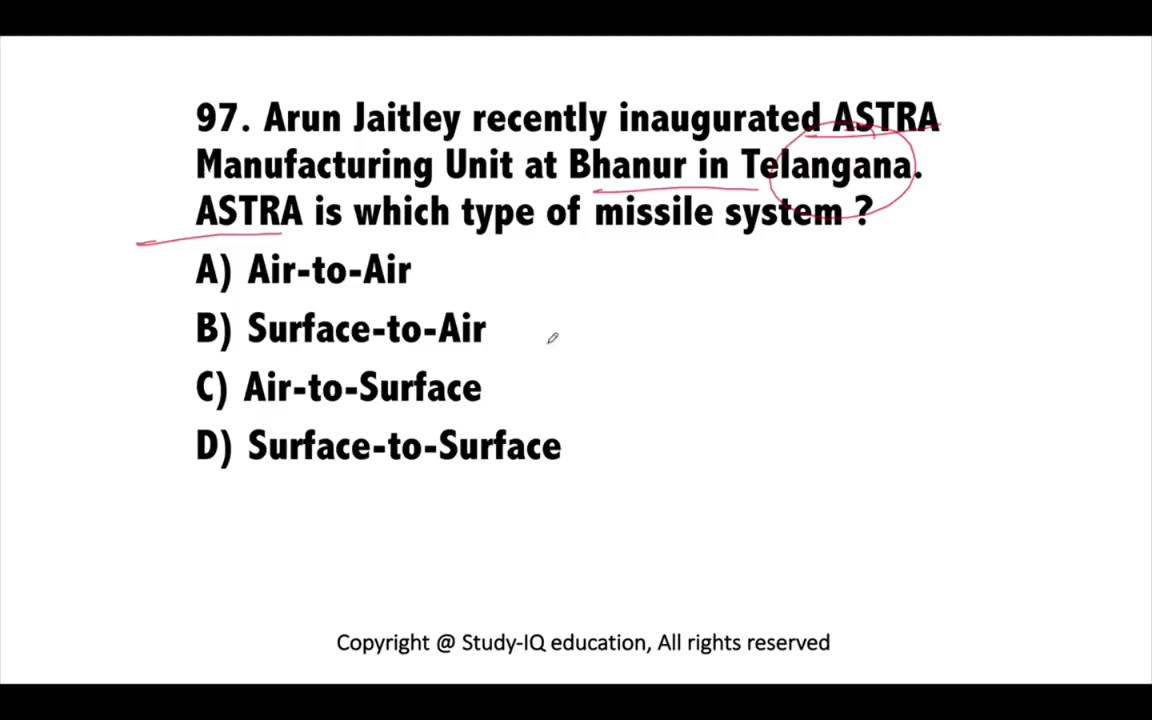 97. Arun Jaitley recently inaugurated ASTRA
Manufacturing Unit at Bhanur in Telangana.
ASTRA is which type of missile system ?
A) Air-to-Air
B) Surface-to-Air
C) Air-to-Surface
D) Surface-to-Surface
Copyright @ Study-IQ education, All rights reserved